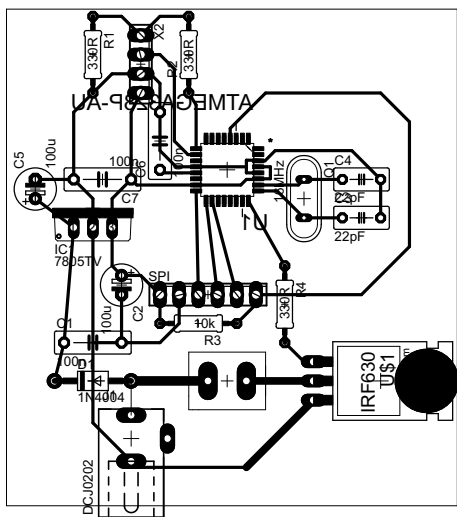 R1
X2
330R
330R
R2
ATMEGA328P-AU
100u
C5
100n
C6
C7
*
16MHz
Q1
C4
22pF
22pF
U1
IC1
7805TV
SPI
100u
C2
R4
330R
C1
100n
10k
R3
D1
1N4004
IRF630
U$1
DCJ0202